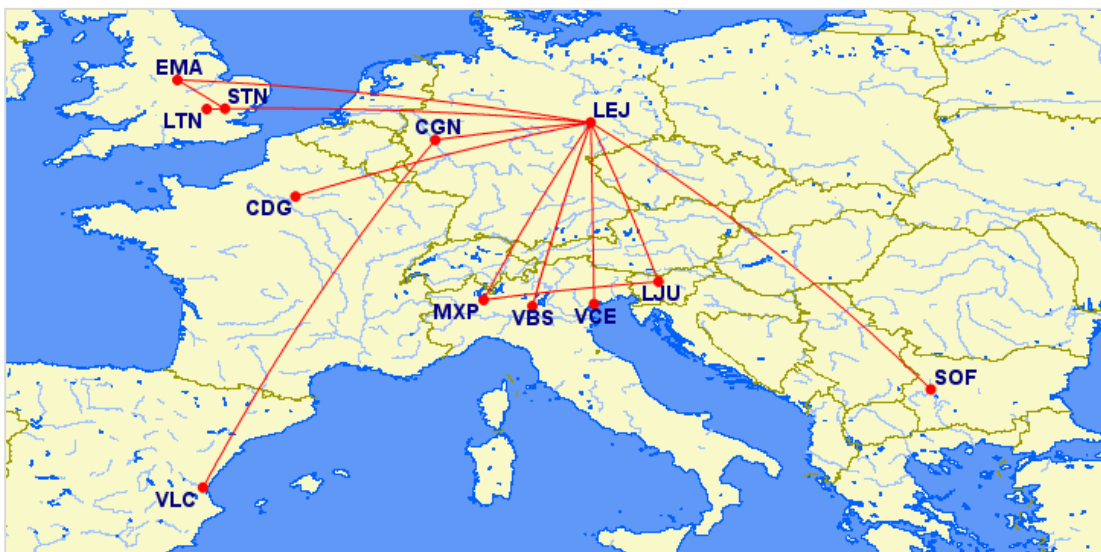 EMA
STN
LTN
LEJ
CGN
CDG
LJU
MXP
VBS
VCE
SOF
VLC